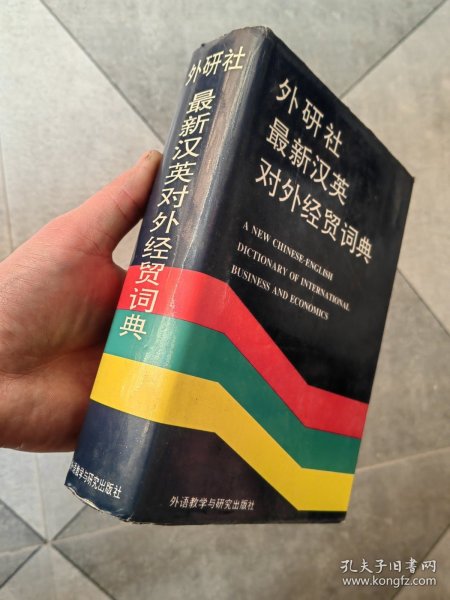 外研社
最新汉英对外经贸词典
外语教学与研究出版社
外研社
最新汉英
对外经贸词典
A NEW CHINESE-ENGLISH
DICTIONARY OF INTERNATIONAL
BUSINESS AND ECONOMICS
外语教学与研究出版社
孔夫子旧书网
www.kongfz.com